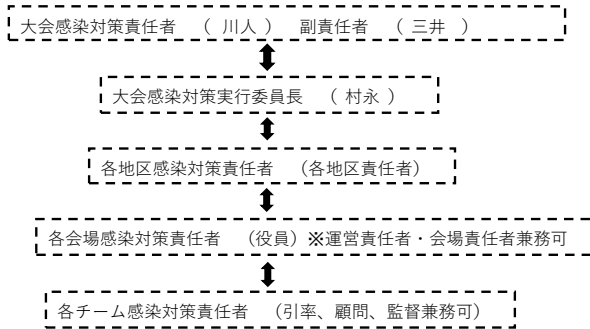 大会感染対策責任者　（ 川人 ）　副責任者　（ 三井　）
大会感染対策実行委員長　（ 村永 ）
各地区感染対策責任者　（各地区責任者）
各会場感染対策責任者　（役員）※運営責任者・会場責任者兼務可
各チーム感染対策責任者　（引率、顧問、監督兼務可）